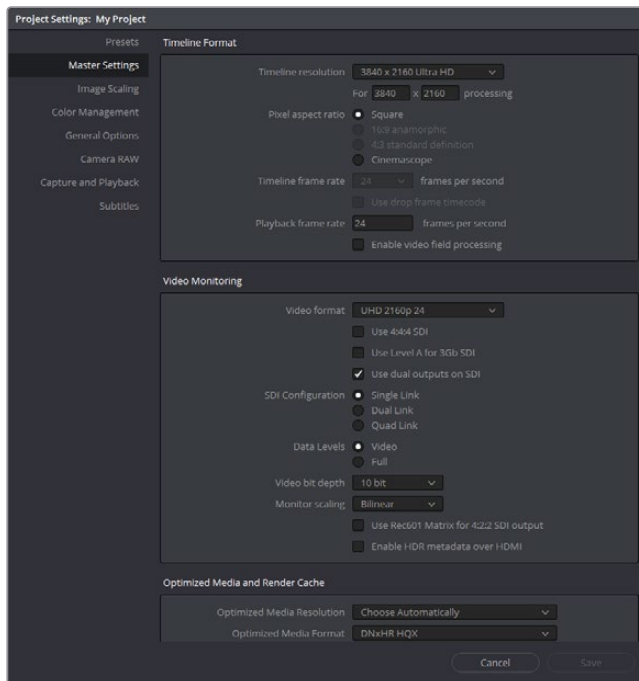 Project Settings: My Project
Presets
Master Settings
Image Scaling
Color Management
General Options
Camera RAW
Capture and Playback
Subtitles
Timeline Format
Timeline resolution 3840 x 2160 Ultra HD
For 3840 x 2160 processing
Pixel aspect ratio Square
16:9 anamorphic
4:3 standard definition
Cinemascope
Timeline frame rate 24 frames per second
Use drop frame timecode
Playback frame rate 24 frames per second
Enable video field processing
Video Monitoring
Video format UHD 2160p 24
Use 4:4:4 SDI
Use Level A for 3Gb SDI
Use dual outputs on SDI
SDI Configuration Single Link
Dual Link
Quad Link
Data Levels Video
Full
Video bit depth 10 bit
Monitor scaling Bilinear
Use Rec601 Matrix for 4:2:2 SDI output
Enable HDR metadata over HDMI
Optimized Media and Render Cache
Optimized Media Resolution Choose Automatically
Optimized Media Format DNxHR HQX
Cancel Save